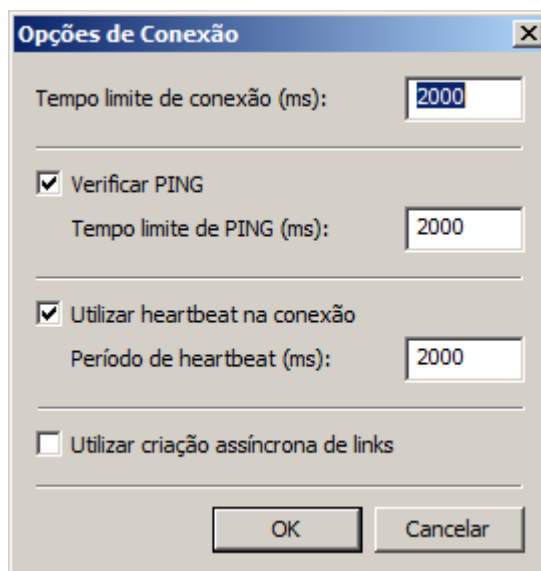 Opções de Conexão
Tempo limite de conexão (ms): 2000
Verificar PING
Tempo limite de PING (ms): 2000
Utilizar heartbeat na conexão
Período de heartbeat (ms): 2000
Utilizar criação assíncrona de links
OK Cancelar